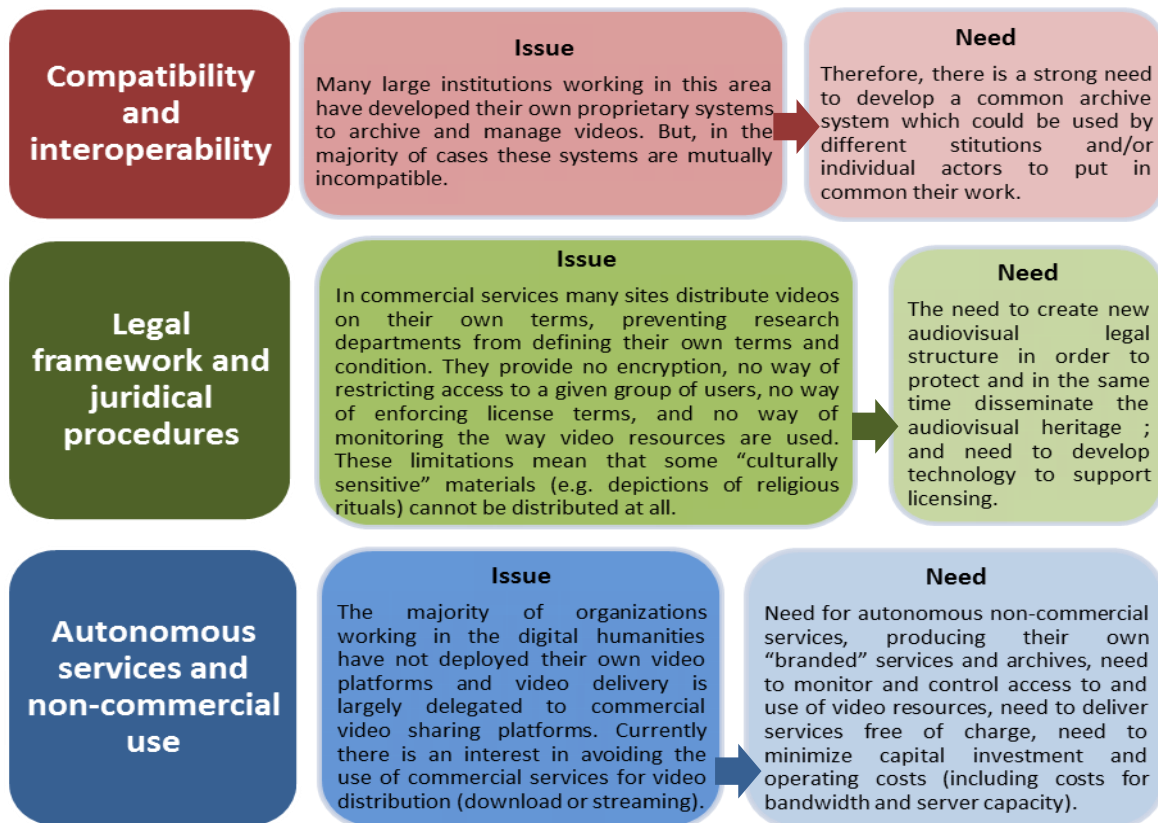 Compatibility
and
interoperability
Issue
Many large institutions working in this area
have developed their own proprietary systems
to archive and manage videos. But, in the
majority of cases these systems are mutually
incompatible.
Need
Therefore, there is a strong need
to develop a common archive
system which could be used by
different stitutions and/or
individual actors to put in
common their work.
Legal
framework and
juridical
procedures
Issue
In commercial services many sites distribute videos
on their own terms, preventing research
departments from defining their own terms and
condition. They provide no encryption, no way of
restricting access to a given group of users, no way
of enforcing license terms, and no way of
monitoring the way video resources are used.
These limitations mean that some “culturally
sensitive” materials (e.g. depictions of religious
rituals) cannot be distributed at all.
Need
The need to create new
audiovisual legal
structure in order to
protect and in the same
time disseminate the
audiovisual heritage ;
and need to develop
technology to support
licensing.
Autonomous
services and
non-commercial
use
Issue
The majority of organizations
working in the digital humanities
have not deployed their own video
platforms and video delivery is
largely delegated to commercial
video sharing platforms. Currently
there is an interest in avoiding the
use of commercial services for video
distribution (download or streaming).
Need
Need for autonomous non-commercial
services, producing their own
“branded” services and archives, need
to monitor and control access to and
use of video resources, need to deliver
services free of charge, need to
minimize capital investment and
operating costs (including costs for
bandwidth and server capacity).